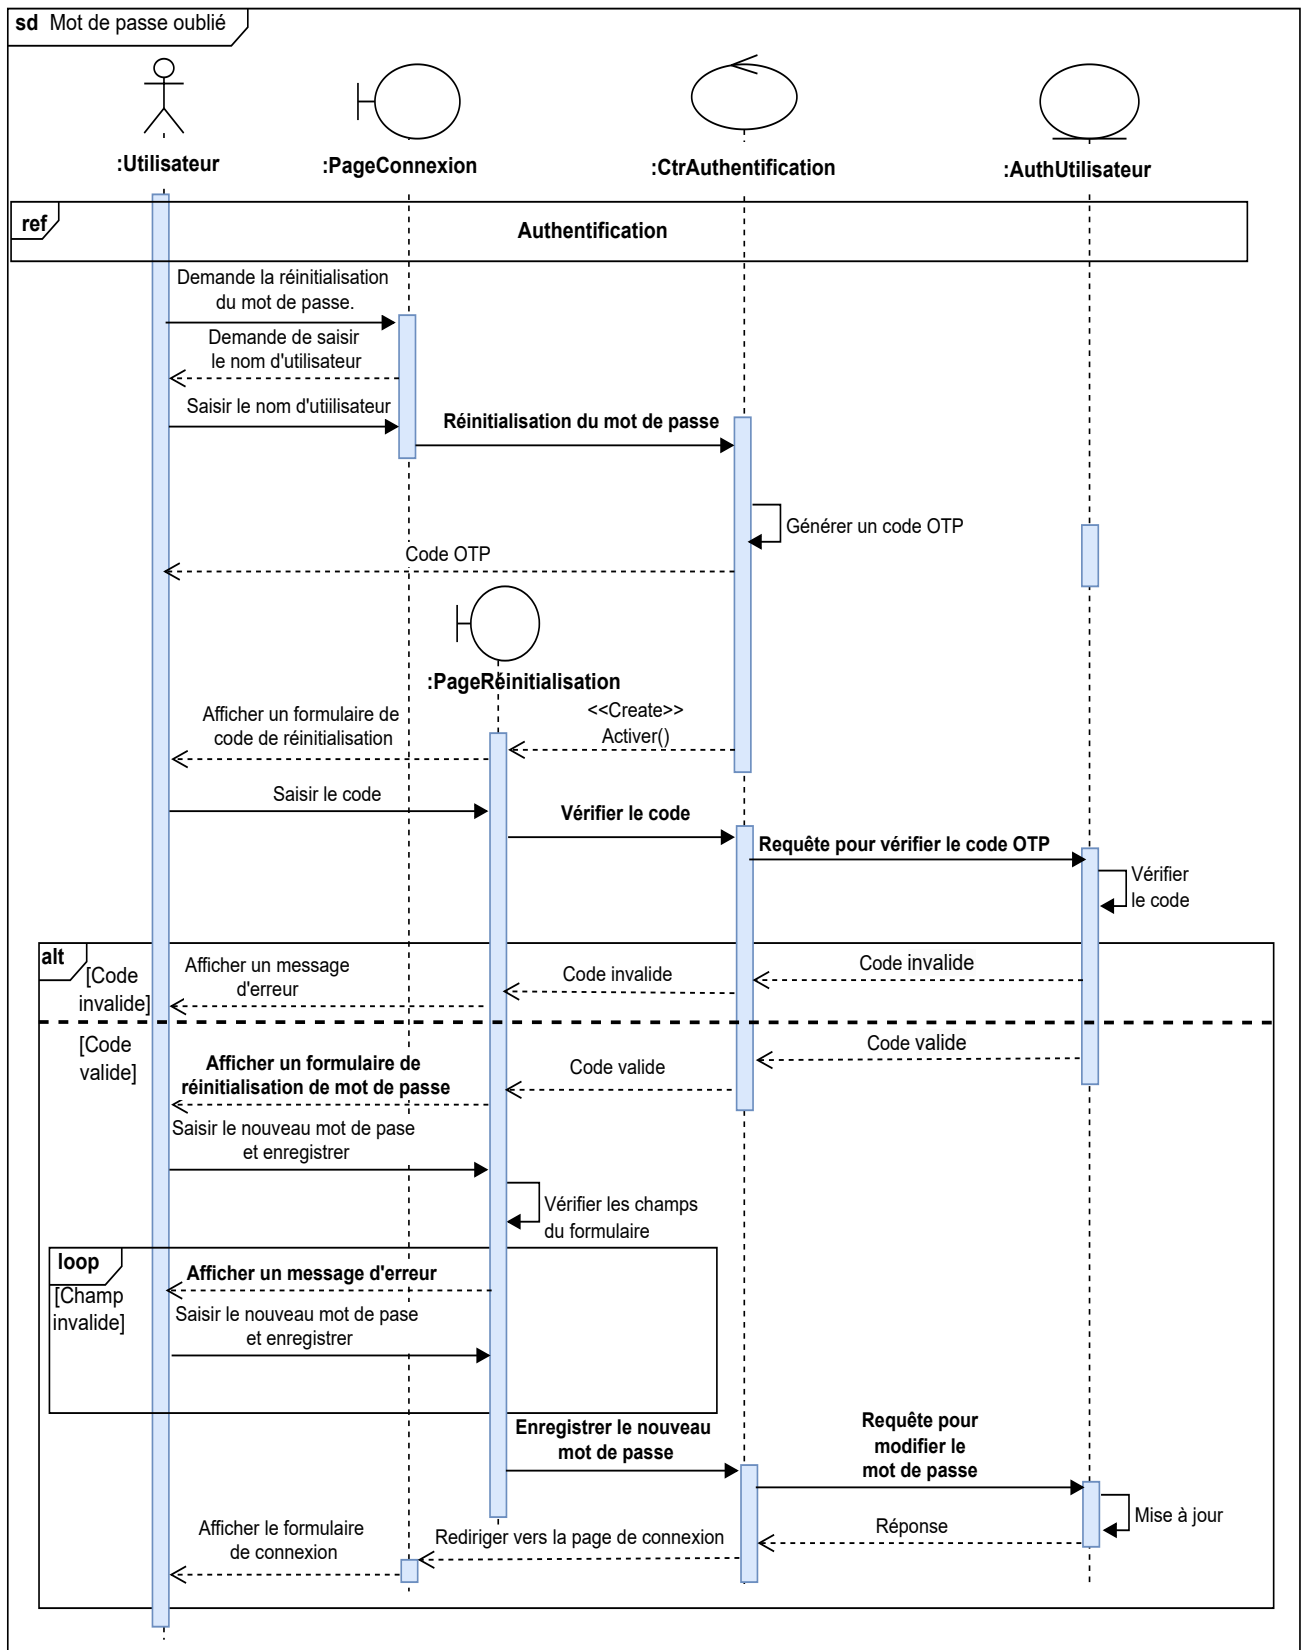 sd Mot de passe oublié
:Utilisateur
:PageConnexion
:CtrAuthentification
:AuthUtilisateur
ref
Authentification
Demande la réinitialisation
du mot de passe.
Demande de saisir
le nom d'utilisateur
Saisir le nom d'utiilisateur
Réinitialisation du mot de passe
Générer un code OTP
Code OTP
:PageRéinitialisation
<<Create>>
Activer()
Afficher un formulaire de
code de réinitialisation
Saisir le code
Vérifier le code
Requête pour vérifier le code OTP
Vérifier
le code
alt
[Code
invalide]
Afficher un message
d'erreur
Code invalide
Code invalide
[Code
valide]
Afficher un formulaire de
réinitialisation de mot de passe
Code valide
Code valide
Saisir le nouveau mot de pase
et enregistrer
Vérifier les champs
du formulaire
loop
[Champ
invalide]
Afficher un message d'erreur
Saisir le nouveau mot de pase
et enregistrer
Enregistrer le nouveau
mot de passe
Requête pour
modifier le
mot de passe
Mise à jour
Réponse
Rediriger vers la page de connexion
Afficher le formulaire
de connexion